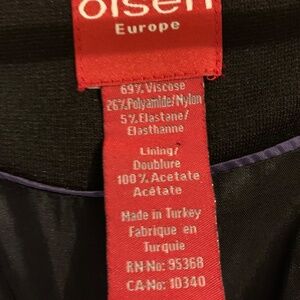 olsen
Europe
69% Viscose
26% Polyamide/Nylon
5% Elastane/
Elasthanne
Lining/
Doublure
100% Acetate
Acétate
Made in Turkey
Fabrique en
Turquie
RN-No: 95368
CA-No: 10340